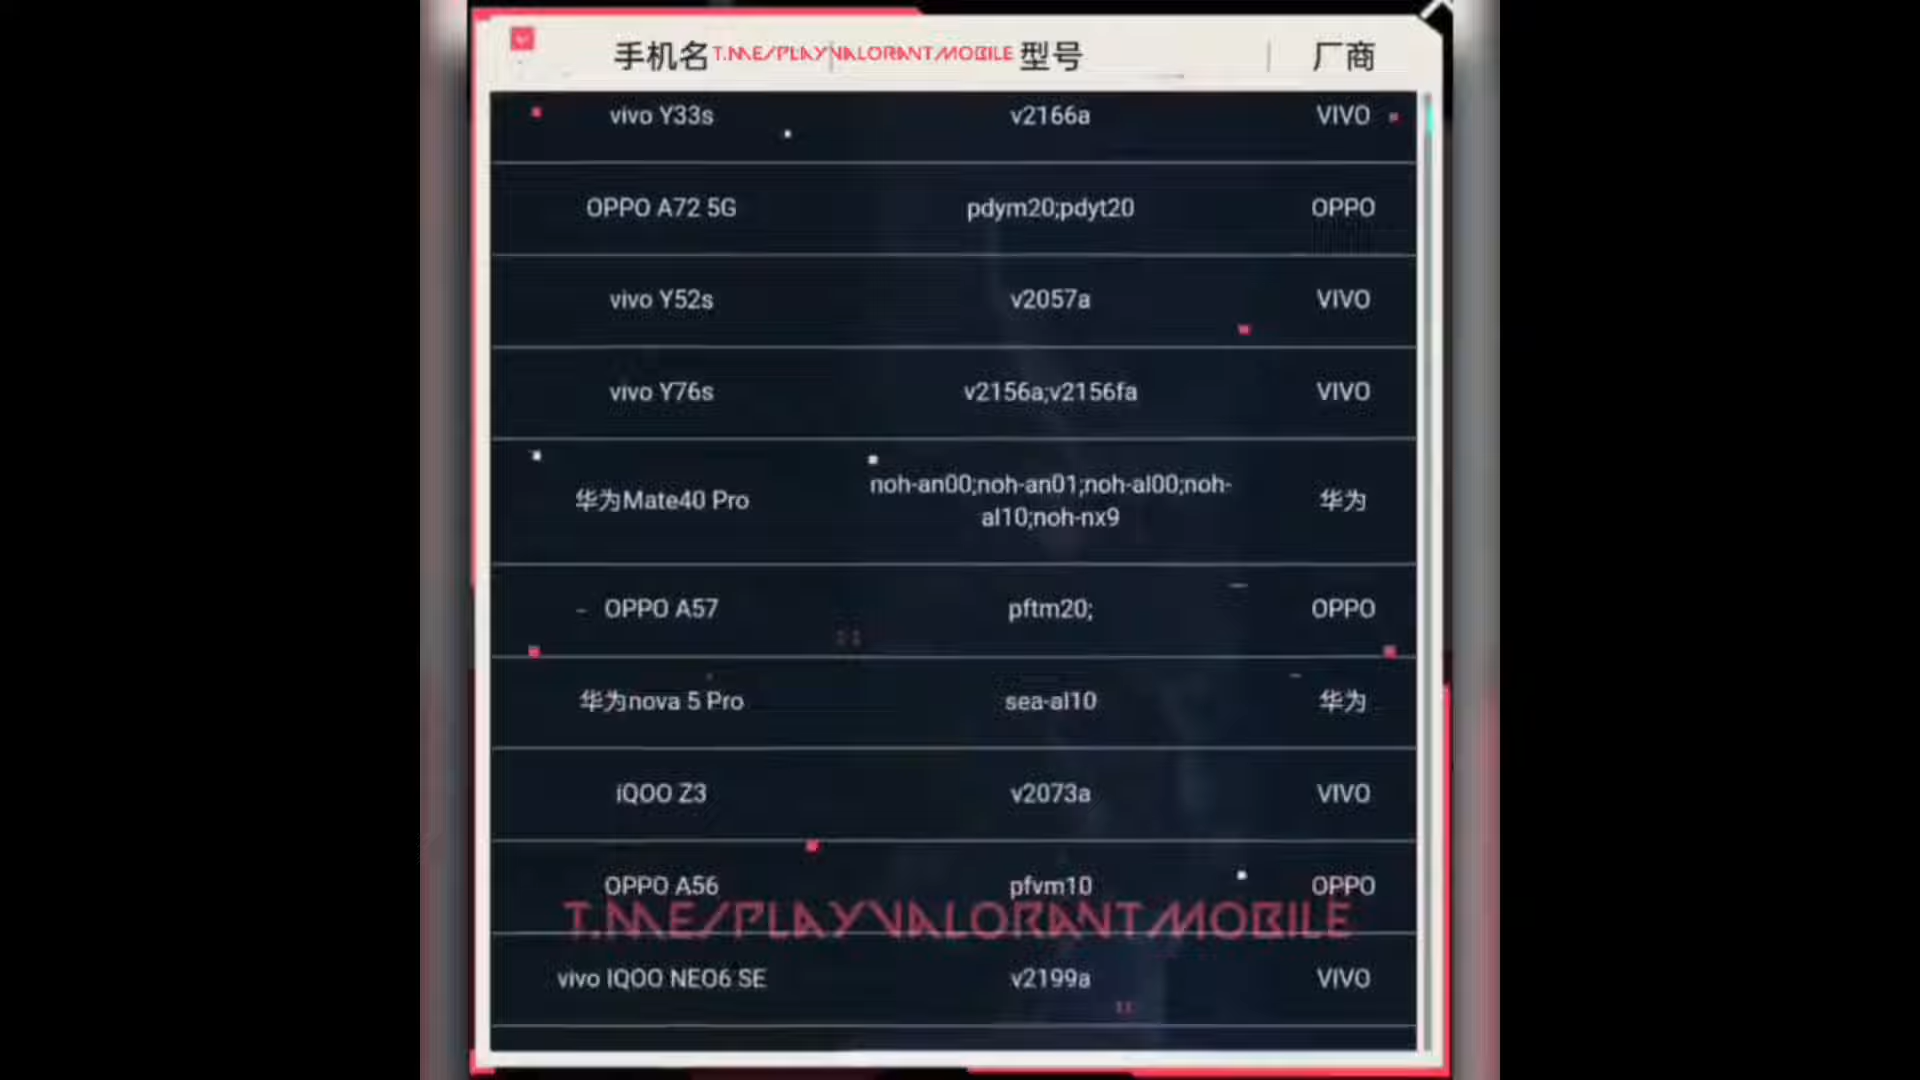 手机名 T.ME/PLAYVALORANTMOBILE 型号 厂商
vivo Y33s v2166a VIVO
OPPO A72 5G pdym20;pdyt20 OPPO
vivo Y52s v2057a VIVO
vivo Y76s v2156a;v2156fa VIVO
华为Mate40 Pro noh-an00;noh-an01;noh-al00;noh-al10;noh-nx9 华为
OPPO A57 pftm20; OPPO
华为nova 5 Pro sea-al10 华为
iQOO Z3 v2073a VIVO
OPPO A56 pfvm10 OPPO
T.ME/PLAYVALORANTMOBILE
vivo IQOO NEO6 SE v2199a VIVO